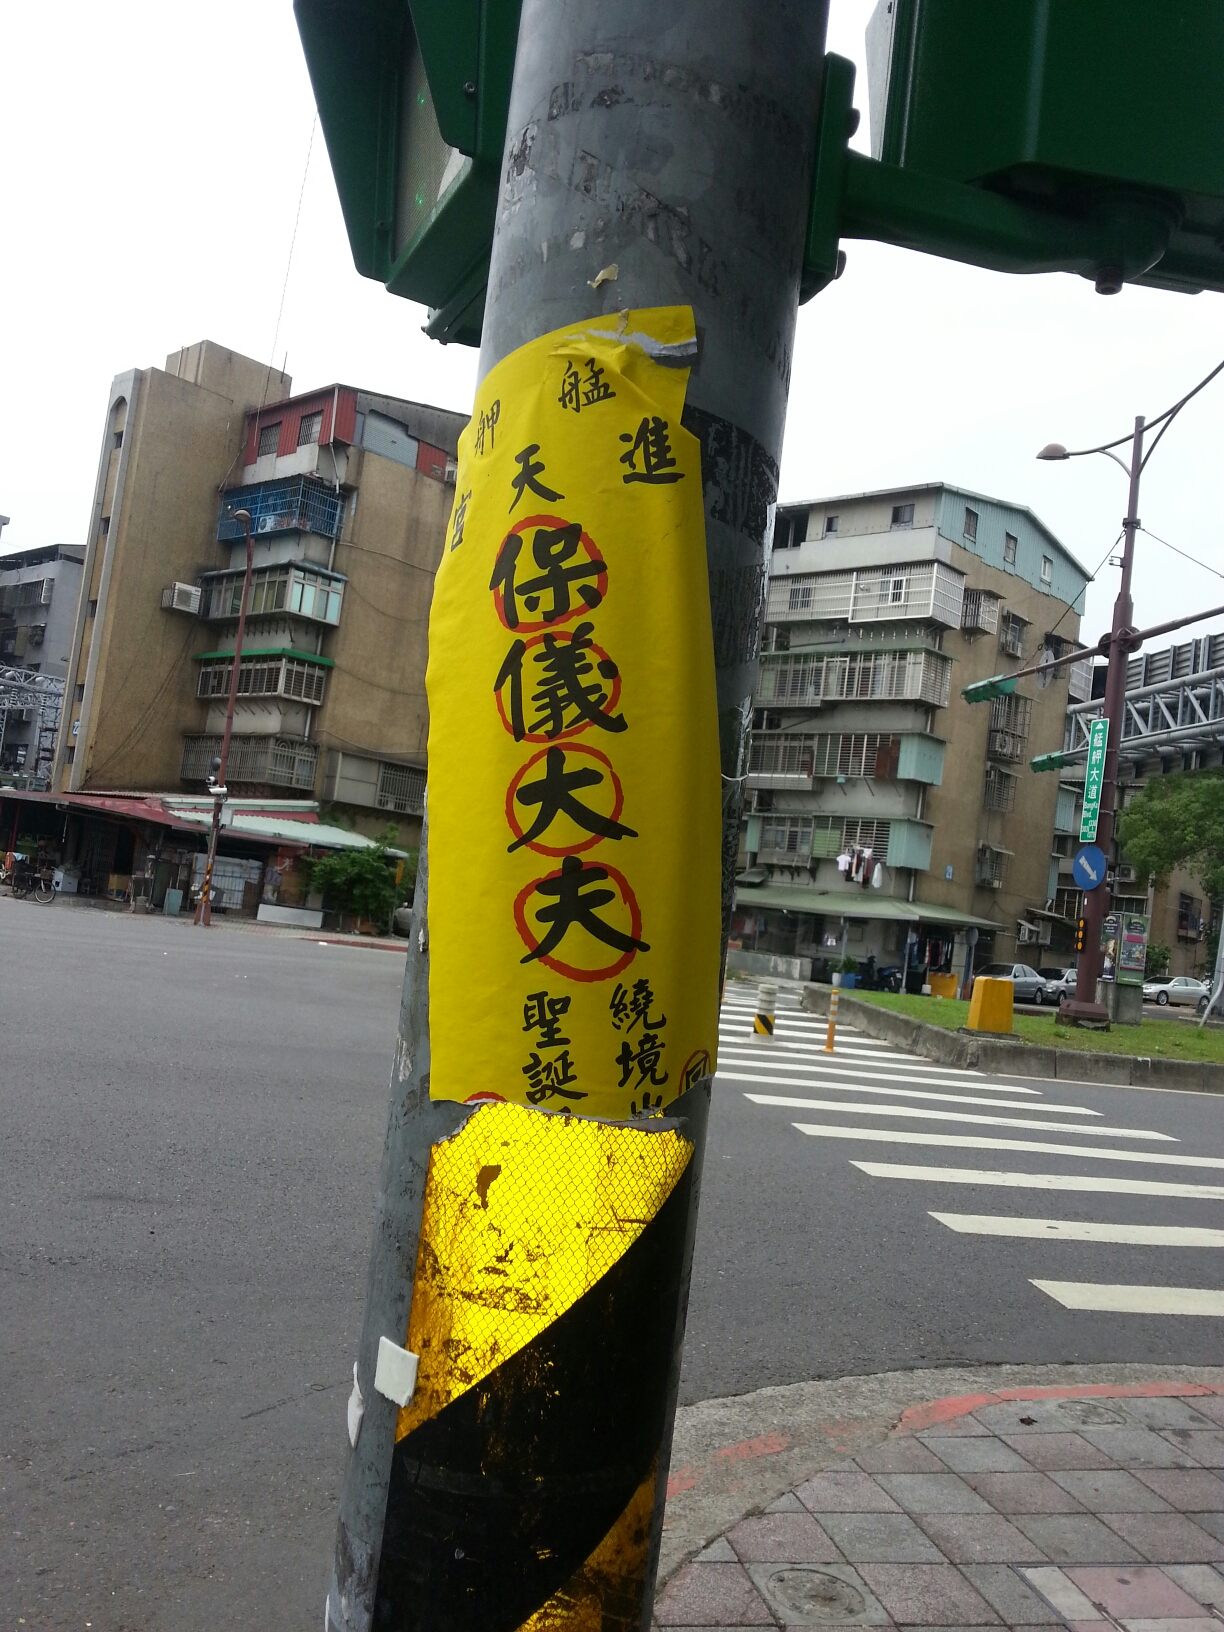 艋舺
進天宮
保儀大夫
繞境
聖誕
艋舺大道